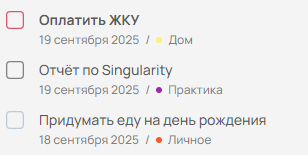 Оплатить ЖКУ
19 сентября 2025 / Дом
Отчёт по Singularity
19 сентября 2025 / Практика
Придумать еду на день рождения
18 сентября 2025 / Личное